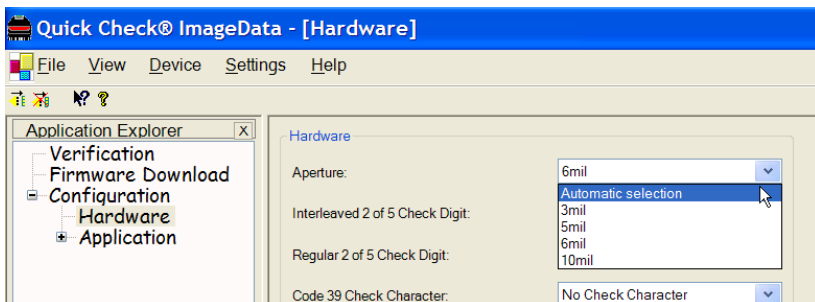 Quick Check® ImageData - [Hardware]
File View Device Settings Help
Application Explorer X
Verification
Firmware Download
Configuration
Hardware
Application
Hardware
Aperture: 6mil
Automatic selection
3mil
Interleaved 2 of 5 Check Digit:
5mil
6mil
Regular 2 of 5 Check Digit:
10mil
Code 39 Check Character: No Check Character